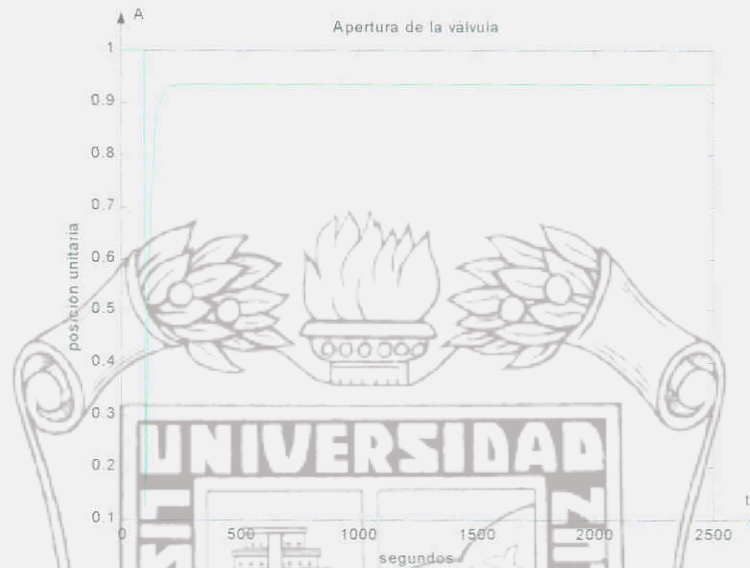 A
Apertura de la válvula
1
0.9
0.8
0.7
0.6
0.5
0.4
0.3
0.2
0.1
posición unitaria
UNIVERSIDAD
0 500 1000 1500 2000 2500
t
segundos